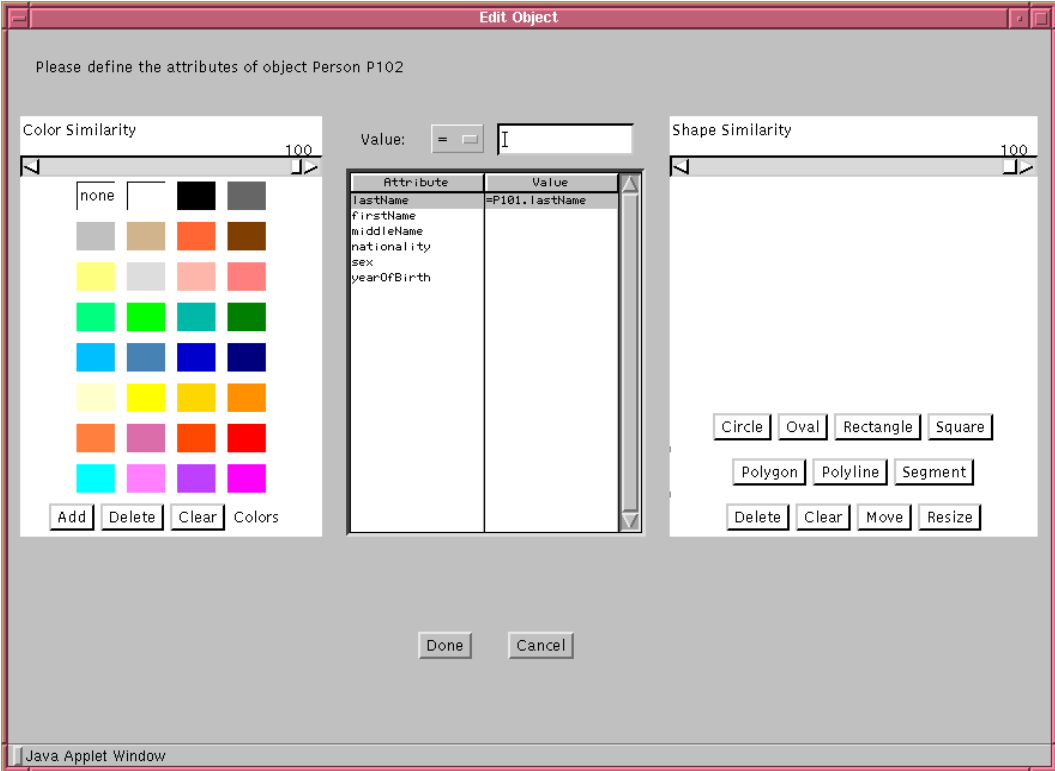 Edit Object
Please define the attributes of object Person P102
Color Similarity
100
none
Add Delete Clear Colors
Value: =
Attribute Value
lastName =P101.lastName
firstName
middleName
nationality
sex
yearOfBirth
Shape Similarity
100
Circle Oval Rectangle Square
Polygon Polyline Segment
Delete Clear Move Resize
Done Cancel
Java Applet Window